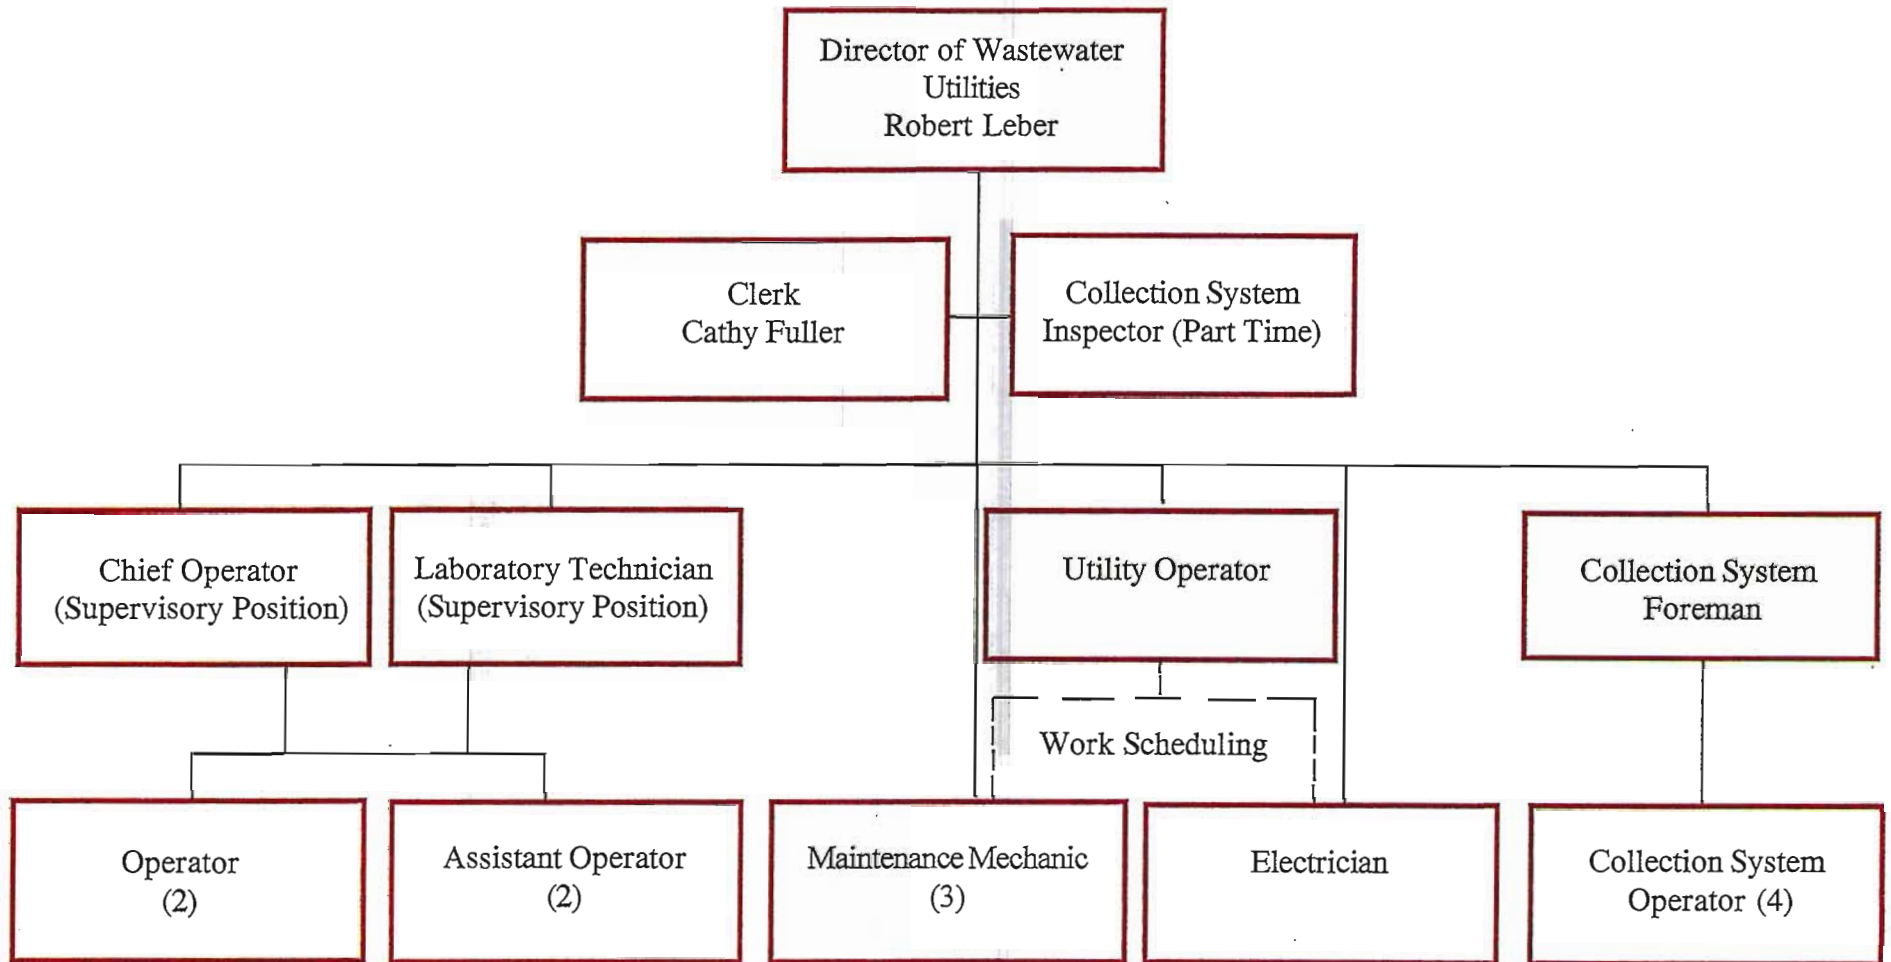 Director of Wastewater
Utilities
Robert Leber
Clerk
Cathy Fuller
Collection System
Inspector (Part Time)
Chief Operator
(Supervisory Position)
Laboratory Technician
(Supervisory Position)
Utility Operator
Collection System
Foreman
Work Scheduling
Operator
(2)
Assistant Operator
(2)
Maintenance Mechanic
(3)
Electrician
Collection System
Operator (4)